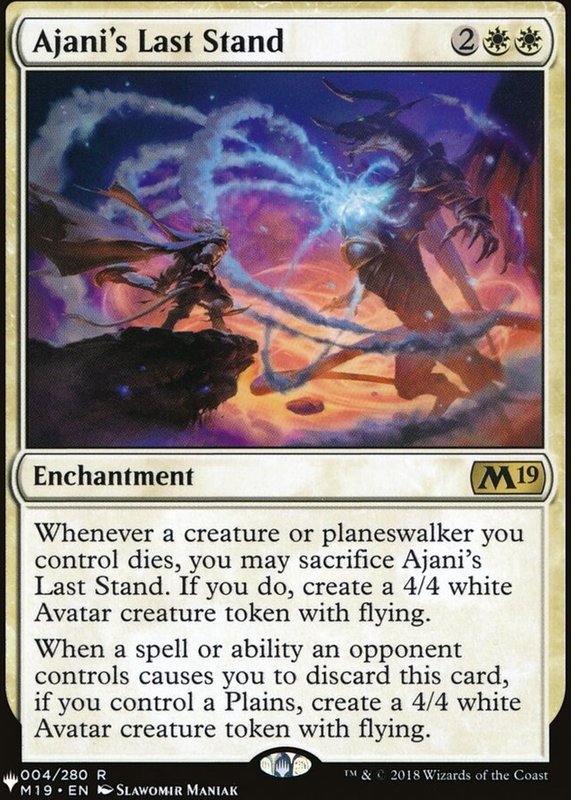 Ajani's Last Stand 2
Enchantment M19
Whenever a creature or planeswalker you
control dies, you may sacrifice Ajani's
Last Stand. If you do, create a 4/4 white
Avatar creature token with flying.
When a spell or ability an opponent
controls causes you to discard this card,
if you control a Plains, create a 4/4 white
Avatar creature token with flying.
004/280 R
M19 • EN Slawomir Maniak
™ & © 2018 Wizards of the Coast